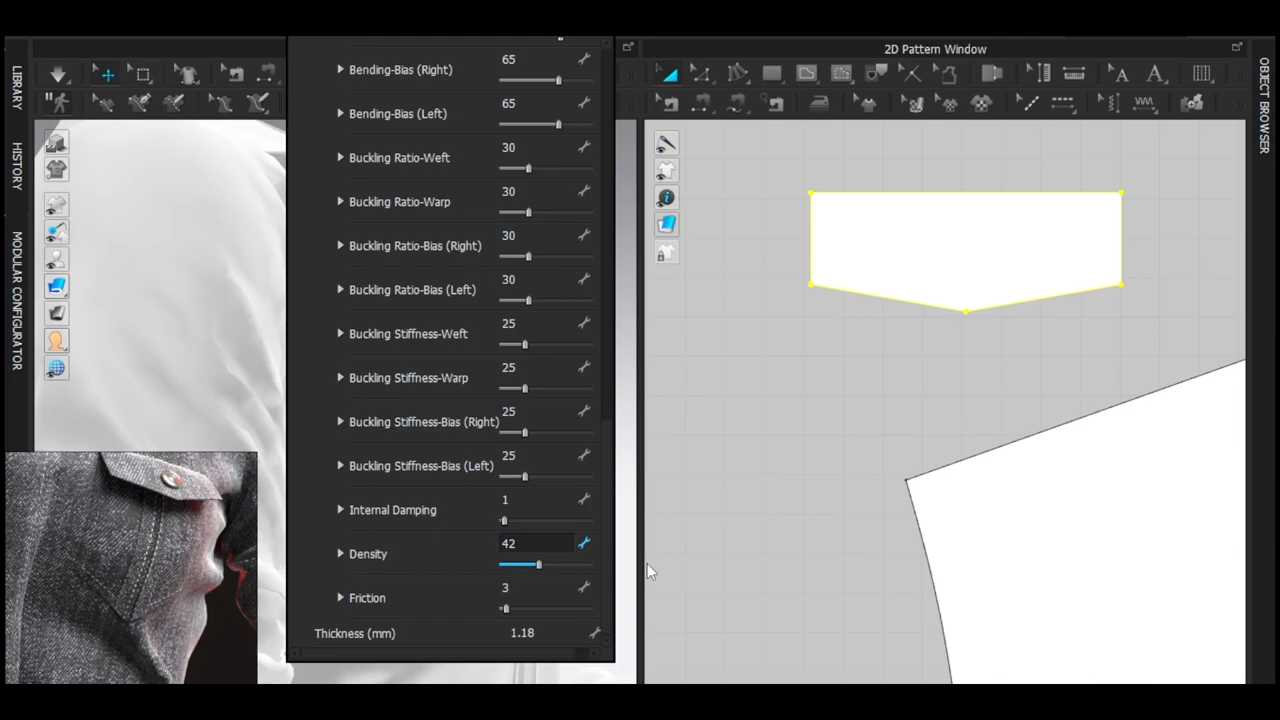 LIBRARY
HISTORY
MODULAR CONFIGURATOR
65
Bending-Bias (Right)
65
Bending-Bias (Left)
30
Buckling Ratio-Weft
30
Buckling Ratio-Warp
30
Buckling Ratio-Bias (Right)
30
Buckling Ratio-Bias (Left)
25
Buckling Stiffness-Weft
25
Buckling Stiffness-Warp
25
Buckling Stiffness-Bias (Right)
25
Buckling Stiffness-Bias (Left)
1
Internal Damping
42
Density
3
Friction
Thickness (mm) 1.18
2D Pattern Window
OBJECT BROWSER